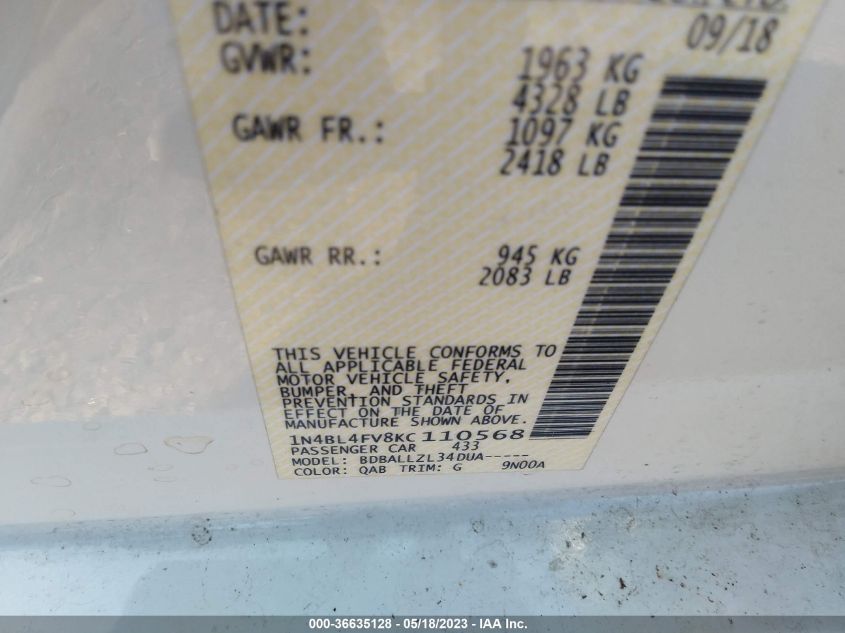 DATE: 09/18
GVWR: 1963 KG
4328 LB
GAWR FR.: 1097 KG
2418 LB
GAWR RR.: 945 KG
2083 LB
THIS VEHICLE CONFORMS TO
ALL APPLICABLE FEDERAL
MOTOR VEHICLE SAFETY,
BUMPER, AND THEFT
PREVENTION STANDARDS IN
EFFECT ON THE DATE OF
MANUFACTURE SHOWN ABOVE.
1N4BL4FV8KC110568
PASSENGER CAR 433
MODEL: BDBALLZL34DUA-----
COLOR: QAB TRIM: G 9N00A
000-36635128 - 05/18/2023 - IAA Inc.